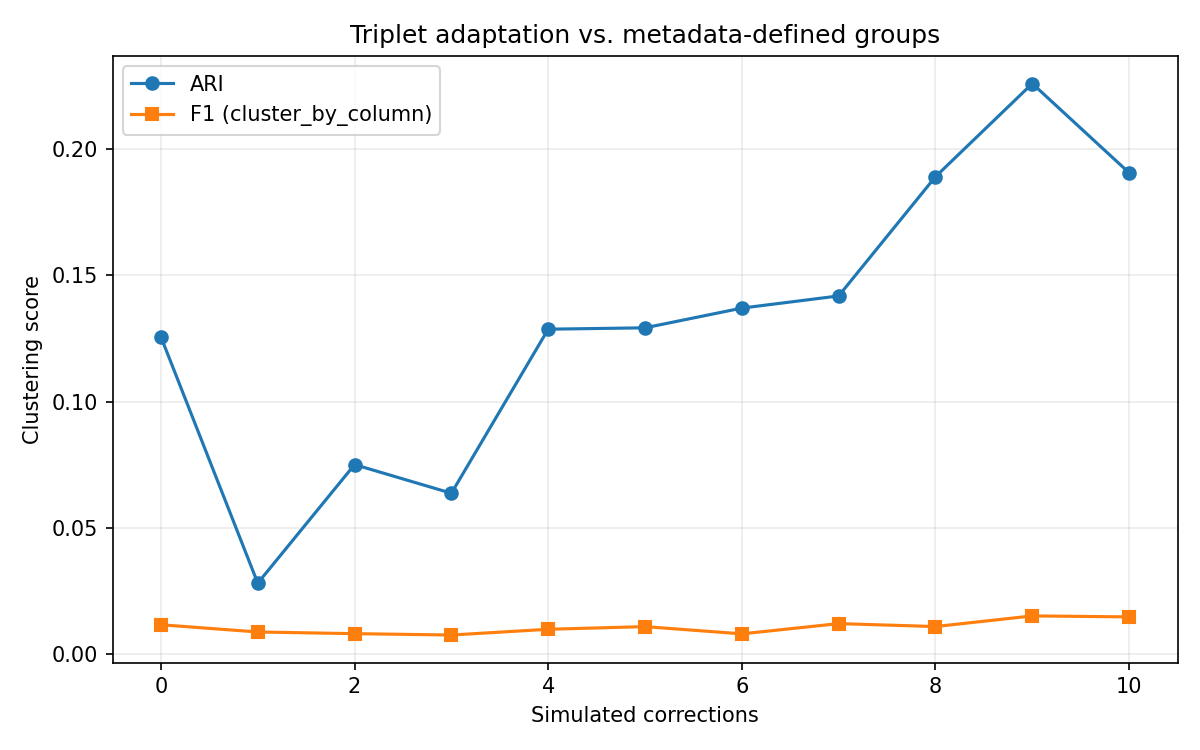 Triplet adaptation vs. metadata-defined groups
ARI
F1 (cluster_by_column)
Clustering score
0.20
0.15
0.10
0.05
0.00
0 2 4 6 8 10
Simulated corrections